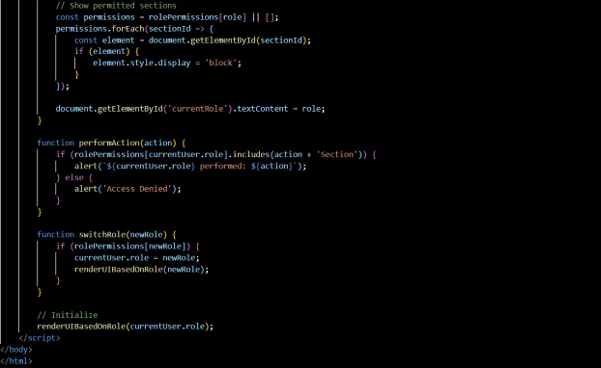 // Show permitted sections
const permissions = rolePermissions[role] || [];
permissions.forEach(sectionId => {
const element = document.getElementById(sectionId);
if (element) {
element.style.display = 'block';
}
});
document.getElementById('currentRole').textContent = role;
}
function performAction(action) {
if (rolePermissions[currentUser.role].includes(action + 'Section')) {
alert(`${currentUser.role} performed: ${action}`);
} else {
alert('Access Denied');
}
}
function switchRole(newRole) {
if (rolePermissions[newRole]) {
currentUser.role = newRole;
renderUIBasedOnRole(newRole);
}
}
// Initialize
renderUIBasedOnRole(currentUser.role);
</script>
</body>
</html>